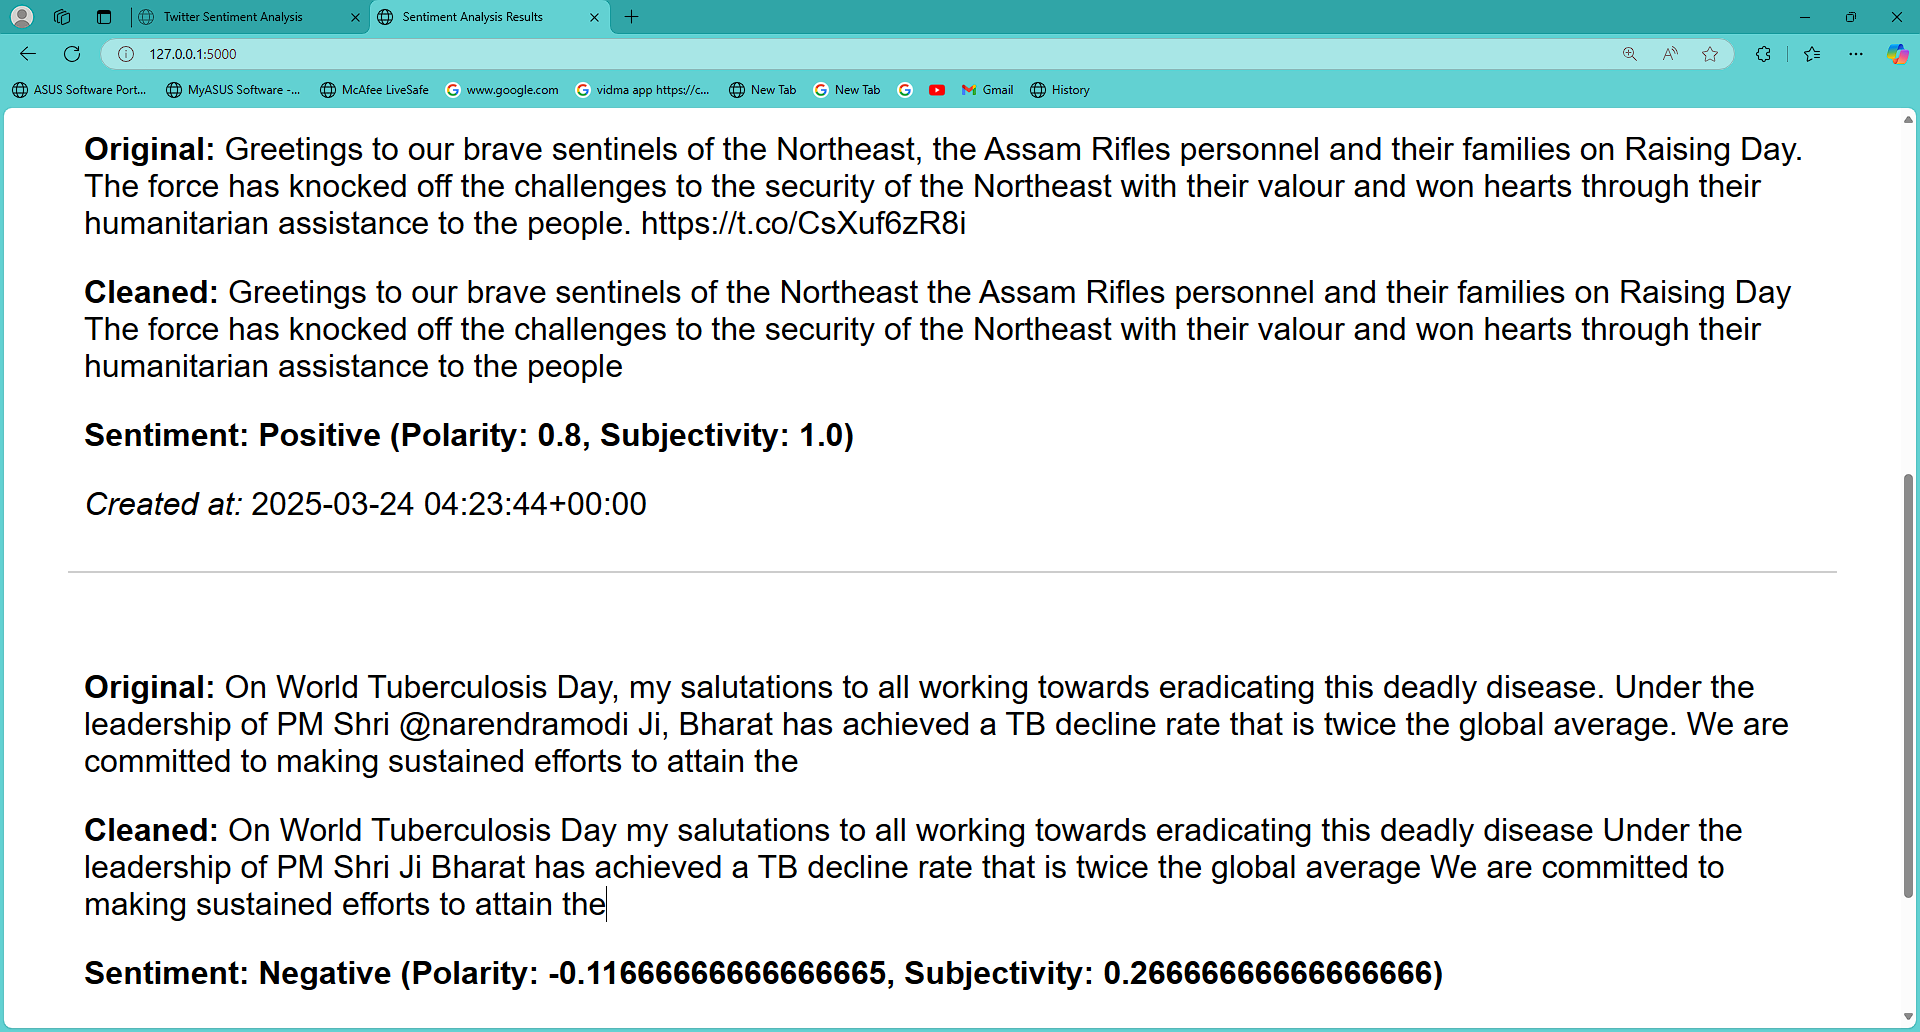 Twitter Sentiment Analysis
Sentiment Analysis Results
127.0.0.1:5000
ASUS Software Port...
MyASUS Software -...
McAfee LiveSafe
www.google.com
vidma app https://c...
New Tab
New Tab
Gmail
History
Original: Greetings to our brave sentinels of the Northeast, the Assam Rifles personnel and their families on Raising Day.
The force has knocked off the challenges to the security of the Northeast with their valour and won hearts through their
humanitarian assistance to the people. https://t.co/CsXuf6zR8i
Cleaned: Greetings to our brave sentinels of the Northeast the Assam Rifles personnel and their families on Raising Day
The force has knocked off the challenges to the security of the Northeast with their valour and won hearts through their
humanitarian assistance to the people
Sentiment: Positive (Polarity: 0.8, Subjectivity: 1.0)
Created at: 2025-03-24 04:23:44+00:00
Original: On World Tuberculosis Day, my salutations to all working towards eradicating this deadly disease. Under the
leadership of PM Shri @narendramodi Ji, Bharat has achieved a TB decline rate that is twice the global average. We are
committed to making sustained efforts to attain the
Cleaned: On World Tuberculosis Day my salutations to all working towards eradicating this deadly disease Under the
leadership of PM Shri Ji Bharat has achieved a TB decline rate that is twice the global average We are committed to
making sustained efforts to attain the
Sentiment: Negative (Polarity: -0.11666666666666665, Subjectivity: 0.26666666666666666)